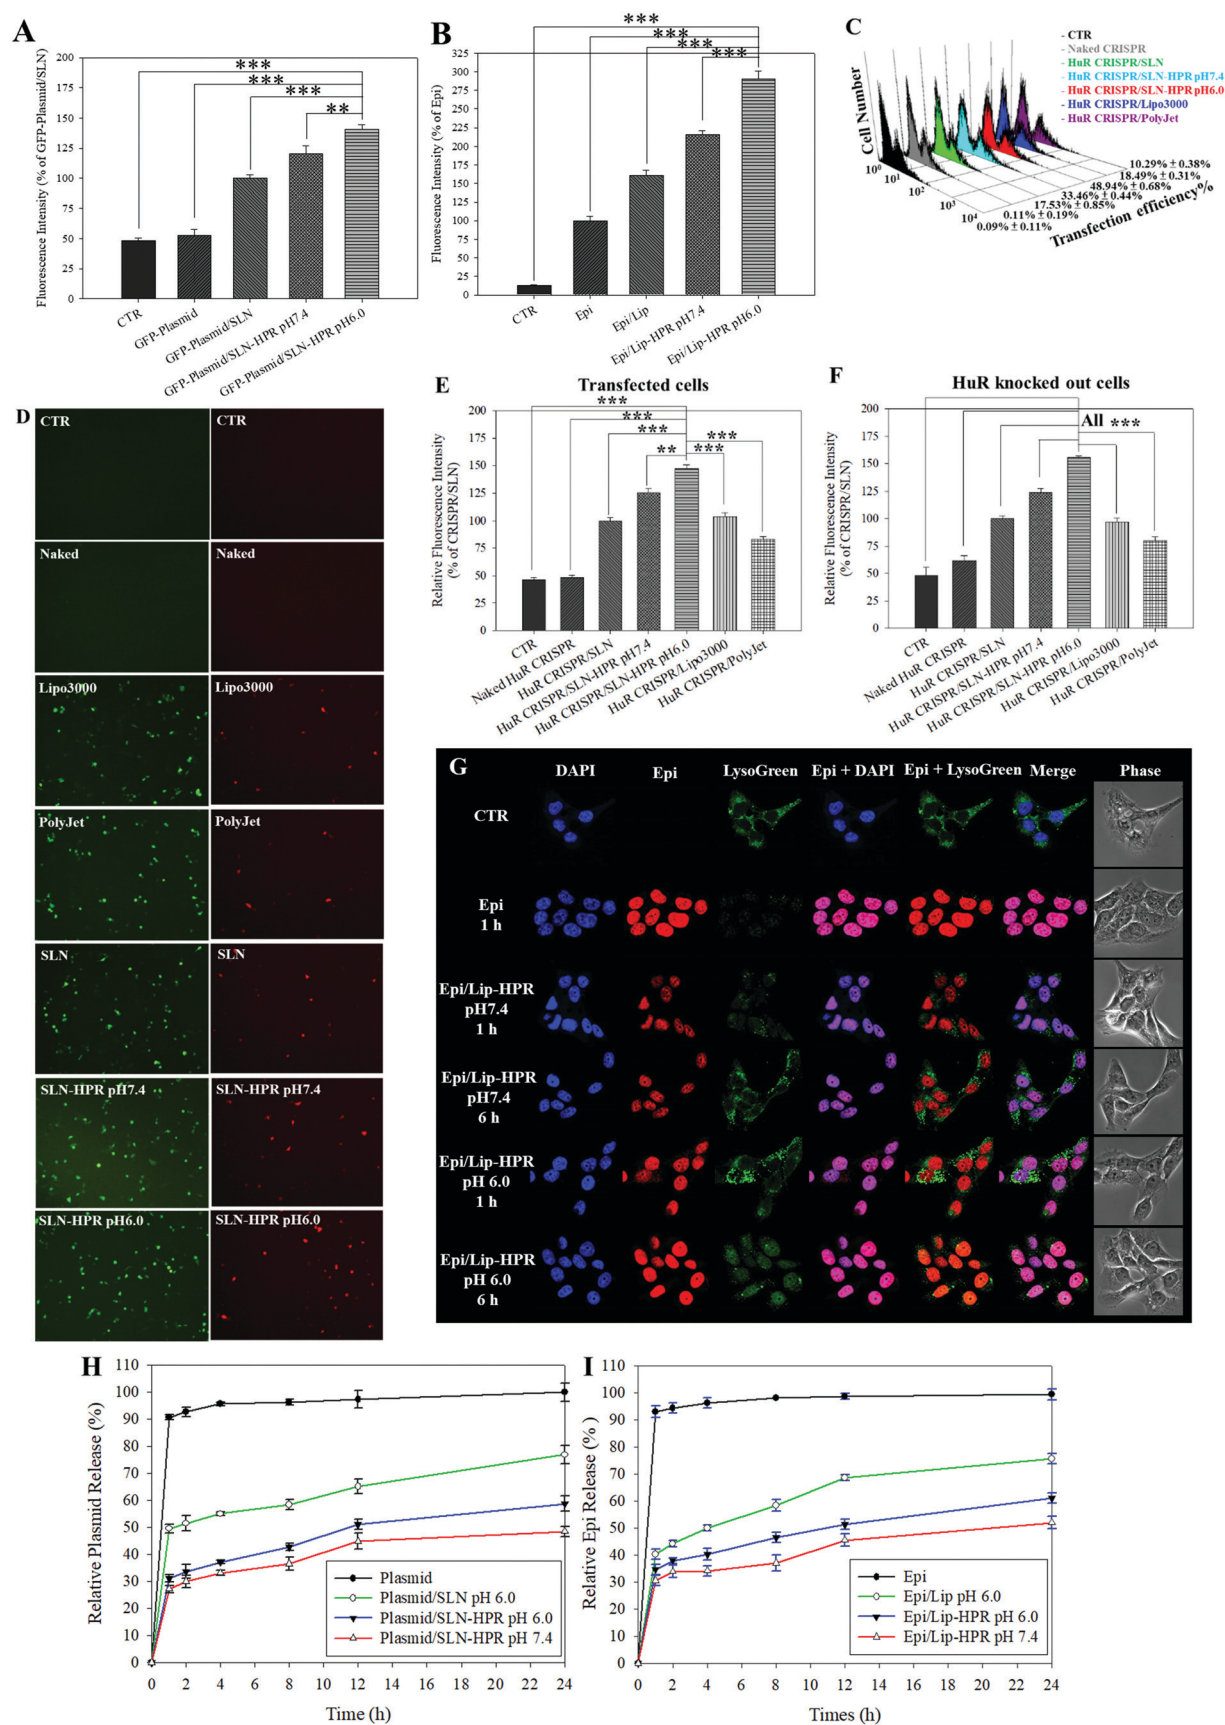 A
Fluorescence Intensity (% of GFP-Plasmid/SLN)
200
175
150
125
100
75
50
25
0
***
***
***
**
CTR
GFP-Plasmid
GFP-Plasmid/SLN
GFP-Plasmid/SLN-HPR pH7.4
GFP-Plasmid/SLN-HPR pH6.0
B
Fluorescence Intensity (% of Epi)
325
300
275
250
225
200
175
150
125
100
75
50
25
0
***
***
***
***
CTR
Epi
Epi/Lip
Epi/Lip-HPR pH7.4
Epi/Lip-HPR pH6.0
C
- CTR
- Naked CRISPR
- HuR CRISPR/SLN
- HuR CRISPR/SLN-HPR pH7.4
- HuR CRISPR/SLN-HPR pH6.0
- HuR CRISPR/Lipo3000
- HuR CRISPR/PolyJet
Cell Number
10⁰
10¹
10²
10³
10⁴
10.29% ± 0.38%
18.49% ± 0.31%
48.94% ± 0.68%
33.46% ± 0.44%
17.53% ± 0.85%
0.11% ± 0.19%
0.09% ± 0.11%
Transfection efficiency%
D
CTR
CTR
Naked
Naked
Lipo3000
Lipo3000
PolyJet
PolyJet
SLN
SLN
SLN-HPR pH7.4
SLN-HPR pH7.4
SLN-HPR pH6.0
SLN-HPR pH6.0
E
Transfected cells
Relative Fluorescence Intensity
(% of CRISPR/SLN)
200
175
150
125
100
75
50
25
0
***
***
***
**
***
***
CTR
Naked HuR CRISPR
HuR CRISPR/SLN
HuR CRISPR/SLN-HPR pH7.4
HuR CRISPR/SLN-HPR pH6.0
HuR CRISPR/Lipo3000
HuR CRISPR/PolyJet
F
HuR knocked out cells
Relative Fluorescence Intensity
(% of CRISPR/SLN)
200
175
150
125
100
75
50
25
0
All ***
CTR
Naked HuR CRISPR
HuR CRISPR/SLN
HuR CRISPR/SLN-HPR pH7.4
HuR CRISPR/SLN-HPR pH6.0
HuR CRISPR/Lipo3000
HuR CRISPR/PolyJet
G
DAPI Epi LysoGreen Epi + DAPI Epi + LysoGreen Merge Phase
CTR
Epi
1 h
Epi/Lip-HPR
pH7.4
1 h
Epi/Lip-HPR
pH7.4
6 h
Epi/Lip-HPR
pH 6.0
1 h
Epi/Lip-HPR
pH 6.0
6 h
H
Relative Plasmid Release (%)
110
100
90
80
70
60
50
40
30
20
10
0
Plasmid
Plasmid/SLN pH 6.0
Plasmid/SLN-HPR pH 6.0
Plasmid/SLN-HPR pH 7.4
0 2 4 6 8 10 12 14 16 18 20 22 24
Time (h)
I
Relative Epi Release (%)
110
100
90
80
70
60
50
40
30
20
10
0
Epi
Epi/Lip pH 6.0
Epi/Lip-HPR pH 6.0
Epi/Lip-HPR pH 7.4
0 2 4 6 8 10 12 14 16 18 20 22 24
Times (h)